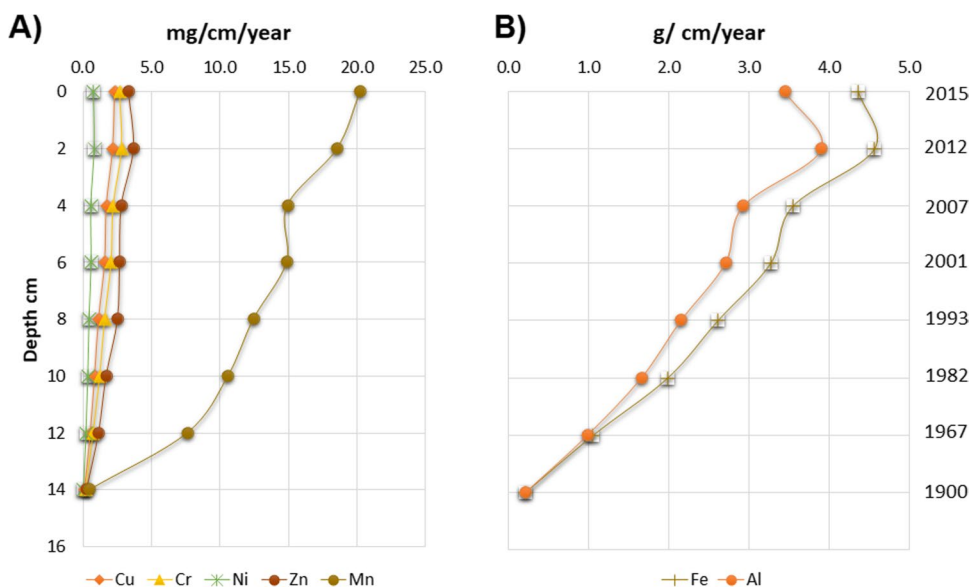 A)
mg/cm/year
0.0 5.0 10.0 15.0 20.0 25.0
Depth cm
0
2
4
6
8
10
12
14
16
Cu Cr Ni Zn Mn
B)
g/ cm/year
0.0 1.0 2.0 3.0 4.0 5.0
2015
2012
2007
2001
1993
1982
1967
1900
Fe Al